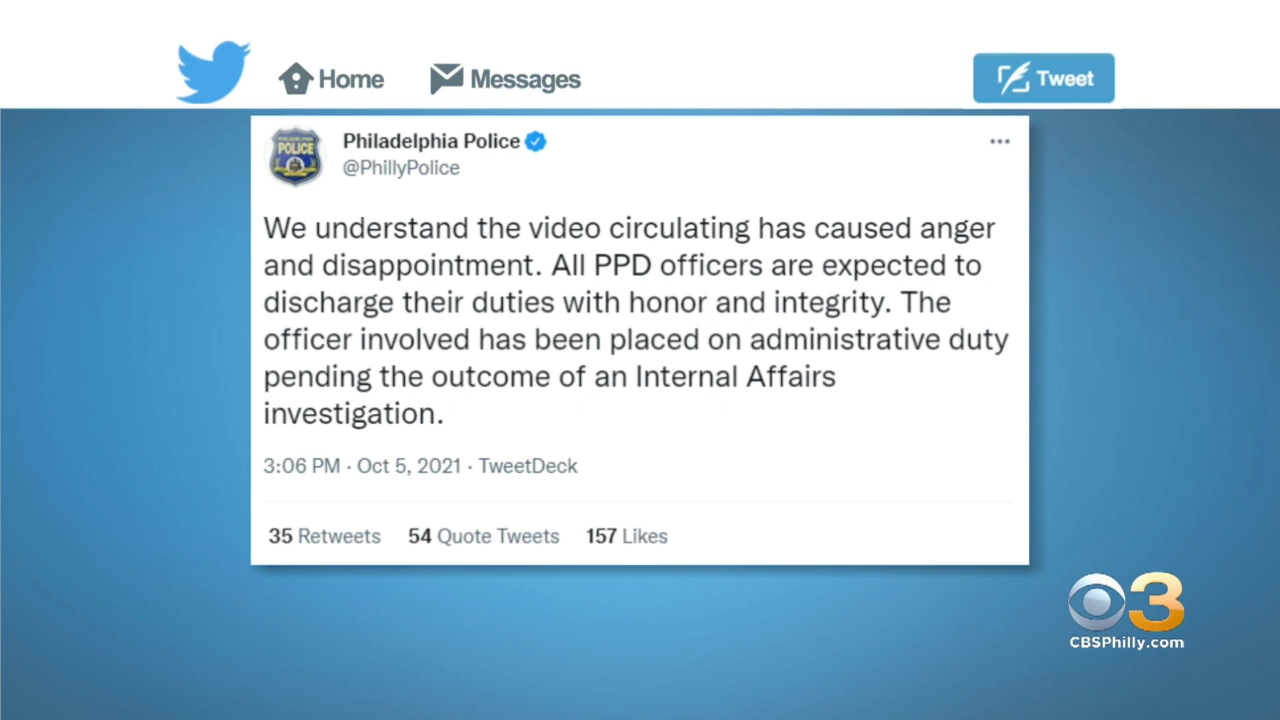 Home
Messages
Tweet
Philadelphia Police
@PhillyPolice
POLICE
We understand the video circulating has caused anger
and disappointment. All PPD officers are expected to
discharge their duties with honor and integrity. The
officer involved has been placed on administrative duty
pending the outcome of an Internal Affairs
investigation.
3:06 PM · Oct 5, 2021 · TweetDeck
35 Retweets 54 Quote Tweets 157 Likes
3
CBSPhilly.com